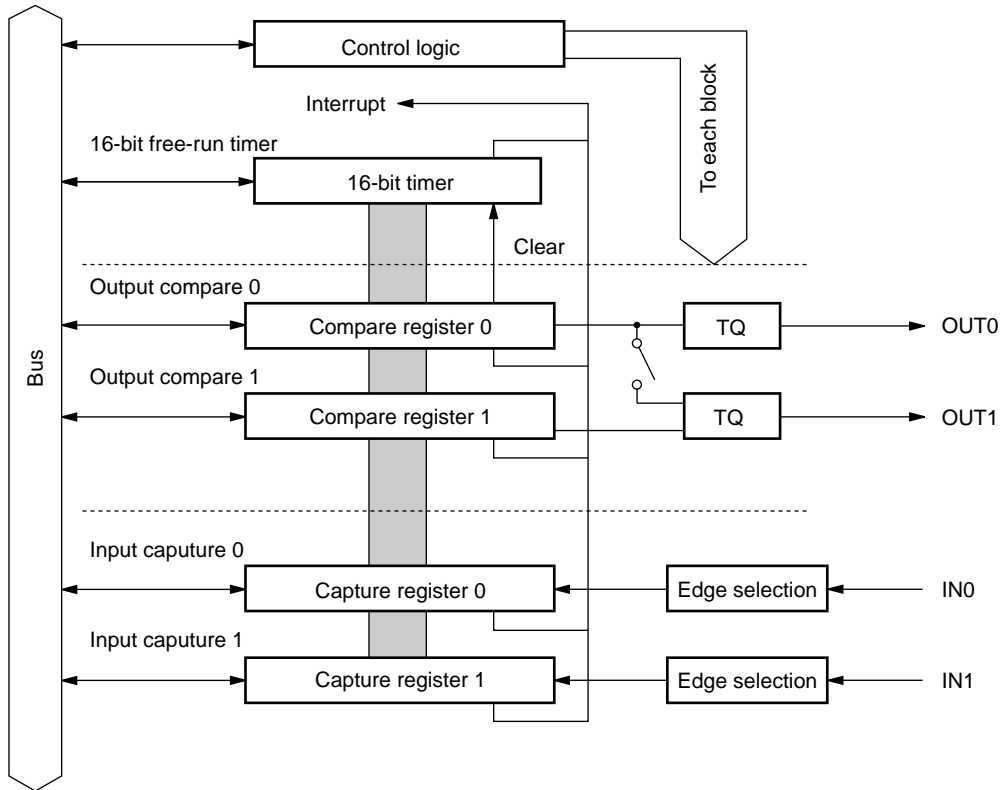 Control logic
To each block
Interrupt
16-bit free-run timer
16-bit timer
Clear
Bus
Output compare 0
Compare register 0
TQ
OUT0
Output compare 1
Compare register 1
TQ
OUT1
Input caputure 0
Capture register 0
Edge selection
IN0
Input caputure 1
Capture register 1
Edge selection
IN1